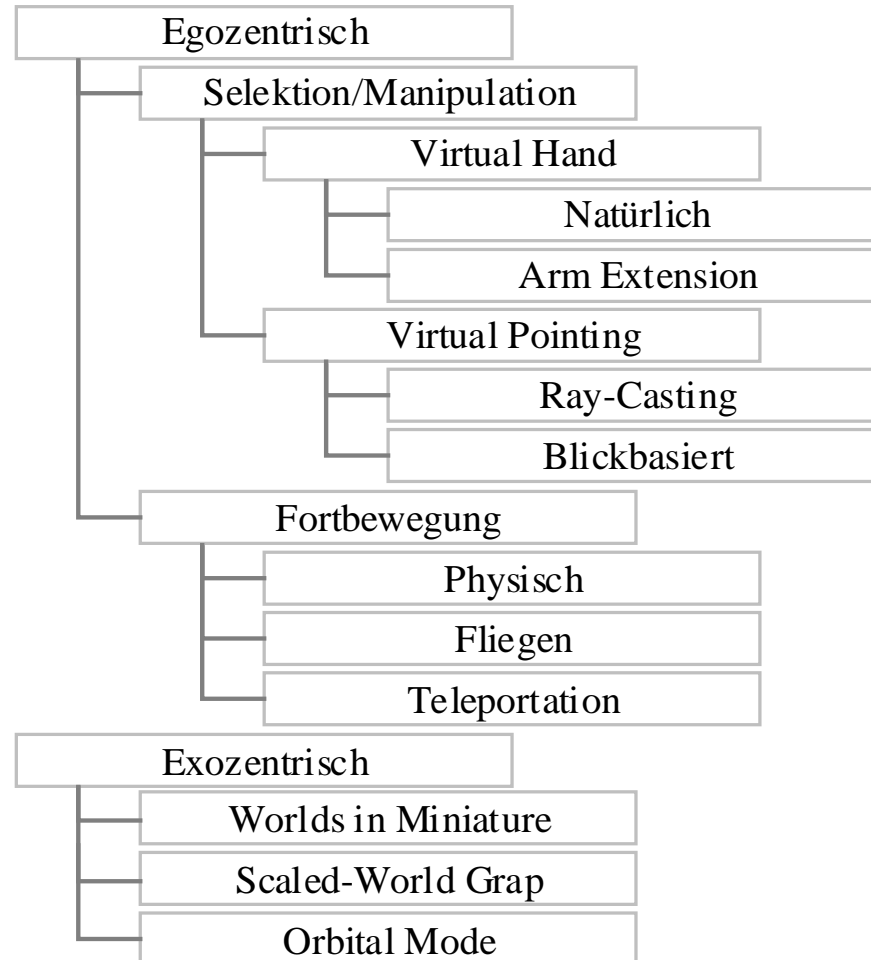 Egozentrisch
Selektion/Manipulation
Virtual Hand
Natürlich
Arm Extension
Virtual Pointing
Ray-Casting
Blickbasiert
Fortbewegung
Physisch
Fliegen
Teleportation
Exozentrisch
Worlds in Miniature
Scaled-World Grap
Orbital Mode